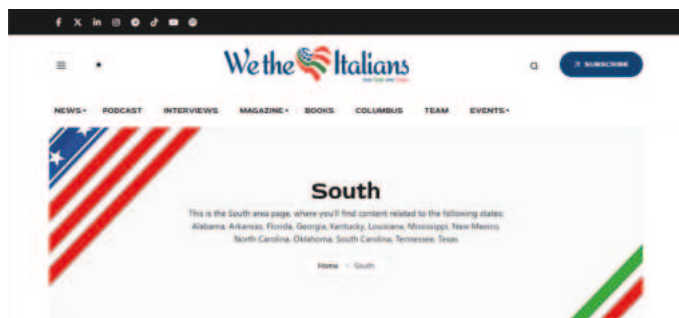 We the Italians
SUBSCRIBE
NEWS PODCAST INTERVIEWS MAGAZINE BOOKS COLUMBUS TEAM EVENTS
South
This is the South area page, where you'll find content related to the following states:
Alabama, Arkansas, Florida, Georgia, Kentucky, Louisiana, Mississippi, New Mexico,
North Carolina, Oklahoma, South Carolina, Tennessee, Texas
Home South